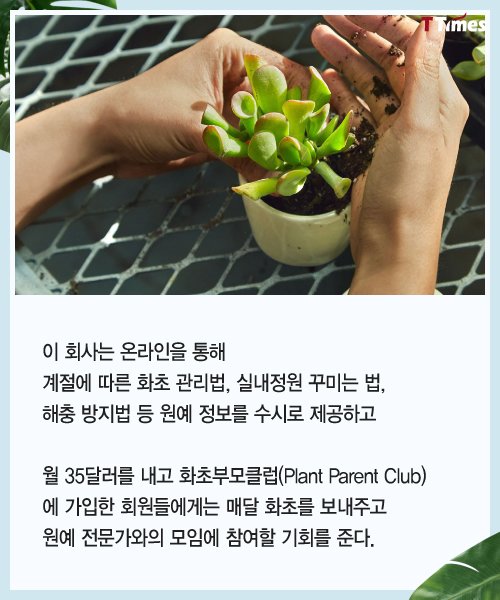 T Times
이 회사는 온라인을 통해
계절에 따른 화초 관리법, 실내정원 꾸미는 법,
해충 방지법 등 원예 정보를 수시로 제공하고
월 35달러를 내고 화초부모클럽(Plant Parent Club)
에 가입한 회원들에게는 매달 화초를 보내주고
원예 전문가와의 모임에 참여할 기회를 준다.